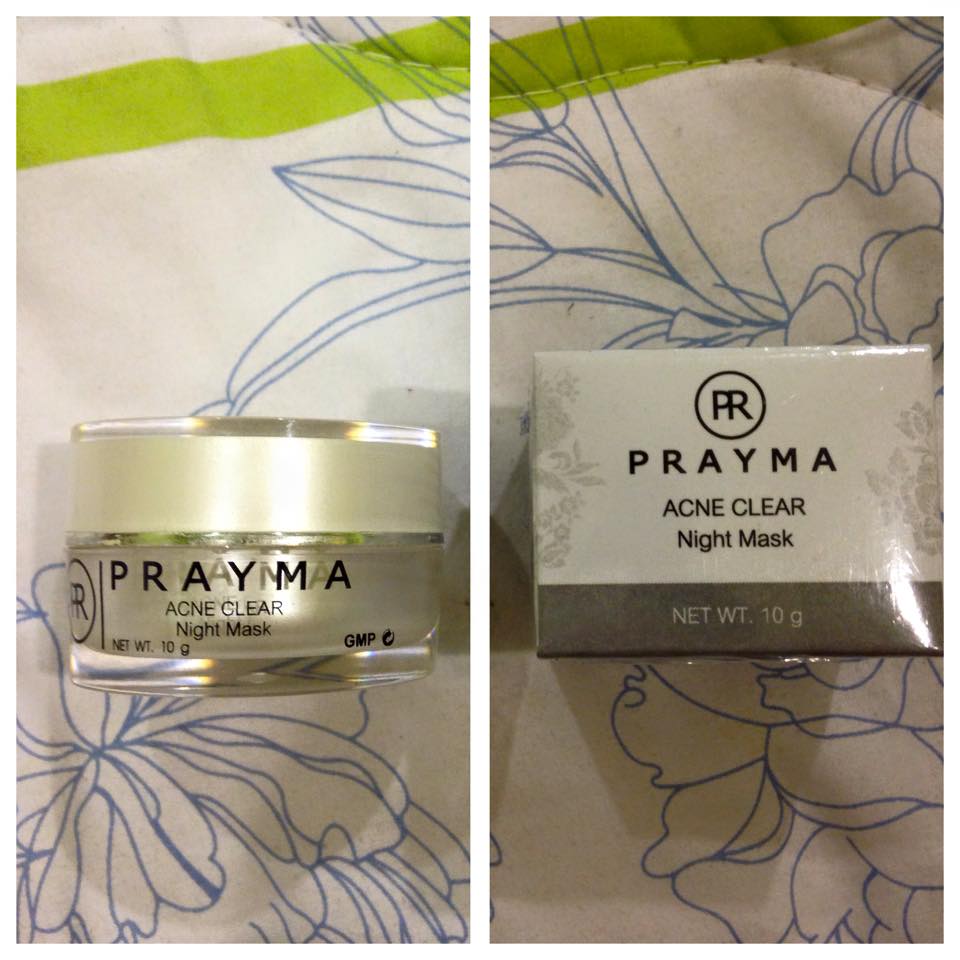 PR
PRAYMA
ACNE CLEAR
Night Mask
NET WT. 10 g
GMP
PR
PRAYMA
ACNE CLEAR
Night Mask
NET WT. 10 g